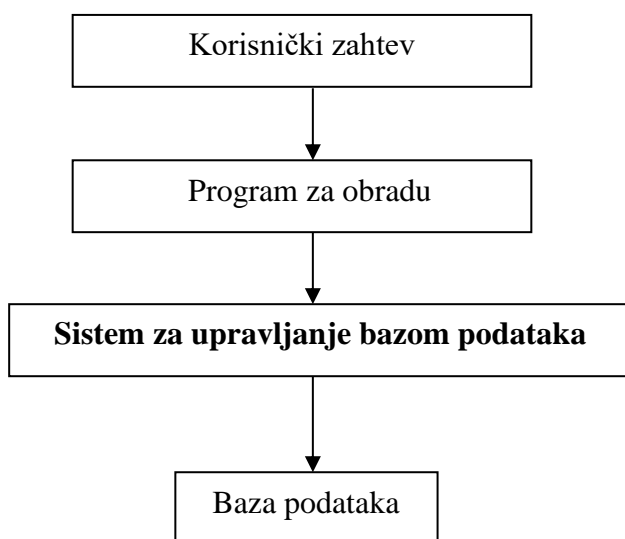 Korisnički zahtev
Program za obradu
Sistem za upravljanje bazom podataka
Baza podataka